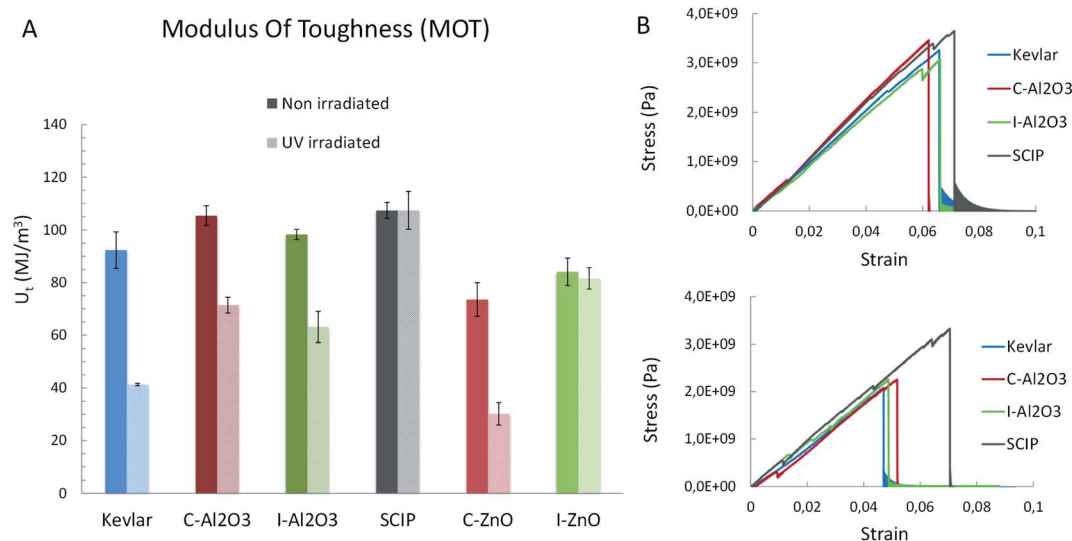 A
Modulus Of Toughness (MOT)
Non irradiated
UV irradiated
Ut (MJ/m³)
140
120
100
80
60
40
20
0
Kevlar C-Al2O3 I-Al2O3 SCIP C-ZnO I-ZnO
B
Stress (Pa)
4,0E+09
3,0E+09
2,0E+09
1,0E+09
0,0E+00
0 0,02 0,04 0,06 0,08 0,1
Strain
Kevlar
C-Al2O3
I-Al2O3
SCIP
Stress (Pa)
4,0E+09
3,0E+09
2,0E+09
1,0E+09
0,0E+00
0 0,02 0,04 0,06 0,08 0,1
Strain
Kevlar
C-Al2O3
I-Al2O3
SCIP